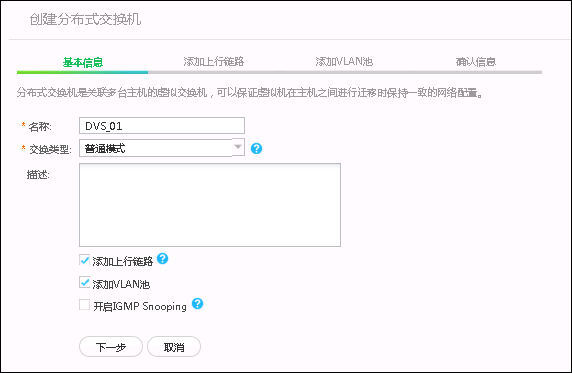 创建分布式交换机
基本信息 添加上行链路 添加VLAN池 确认信息
分布式交换机是关联多台主机的虚拟交换机，可以保证虚拟机在主机之间进行迁移时保持一致的网络配置。
* 名称: DVS_01
* 交换类型: 普通模式 ?
描述:
添加上行链路 ?
添加VLAN池
开启IGMP Snooping ?
下一步 取消